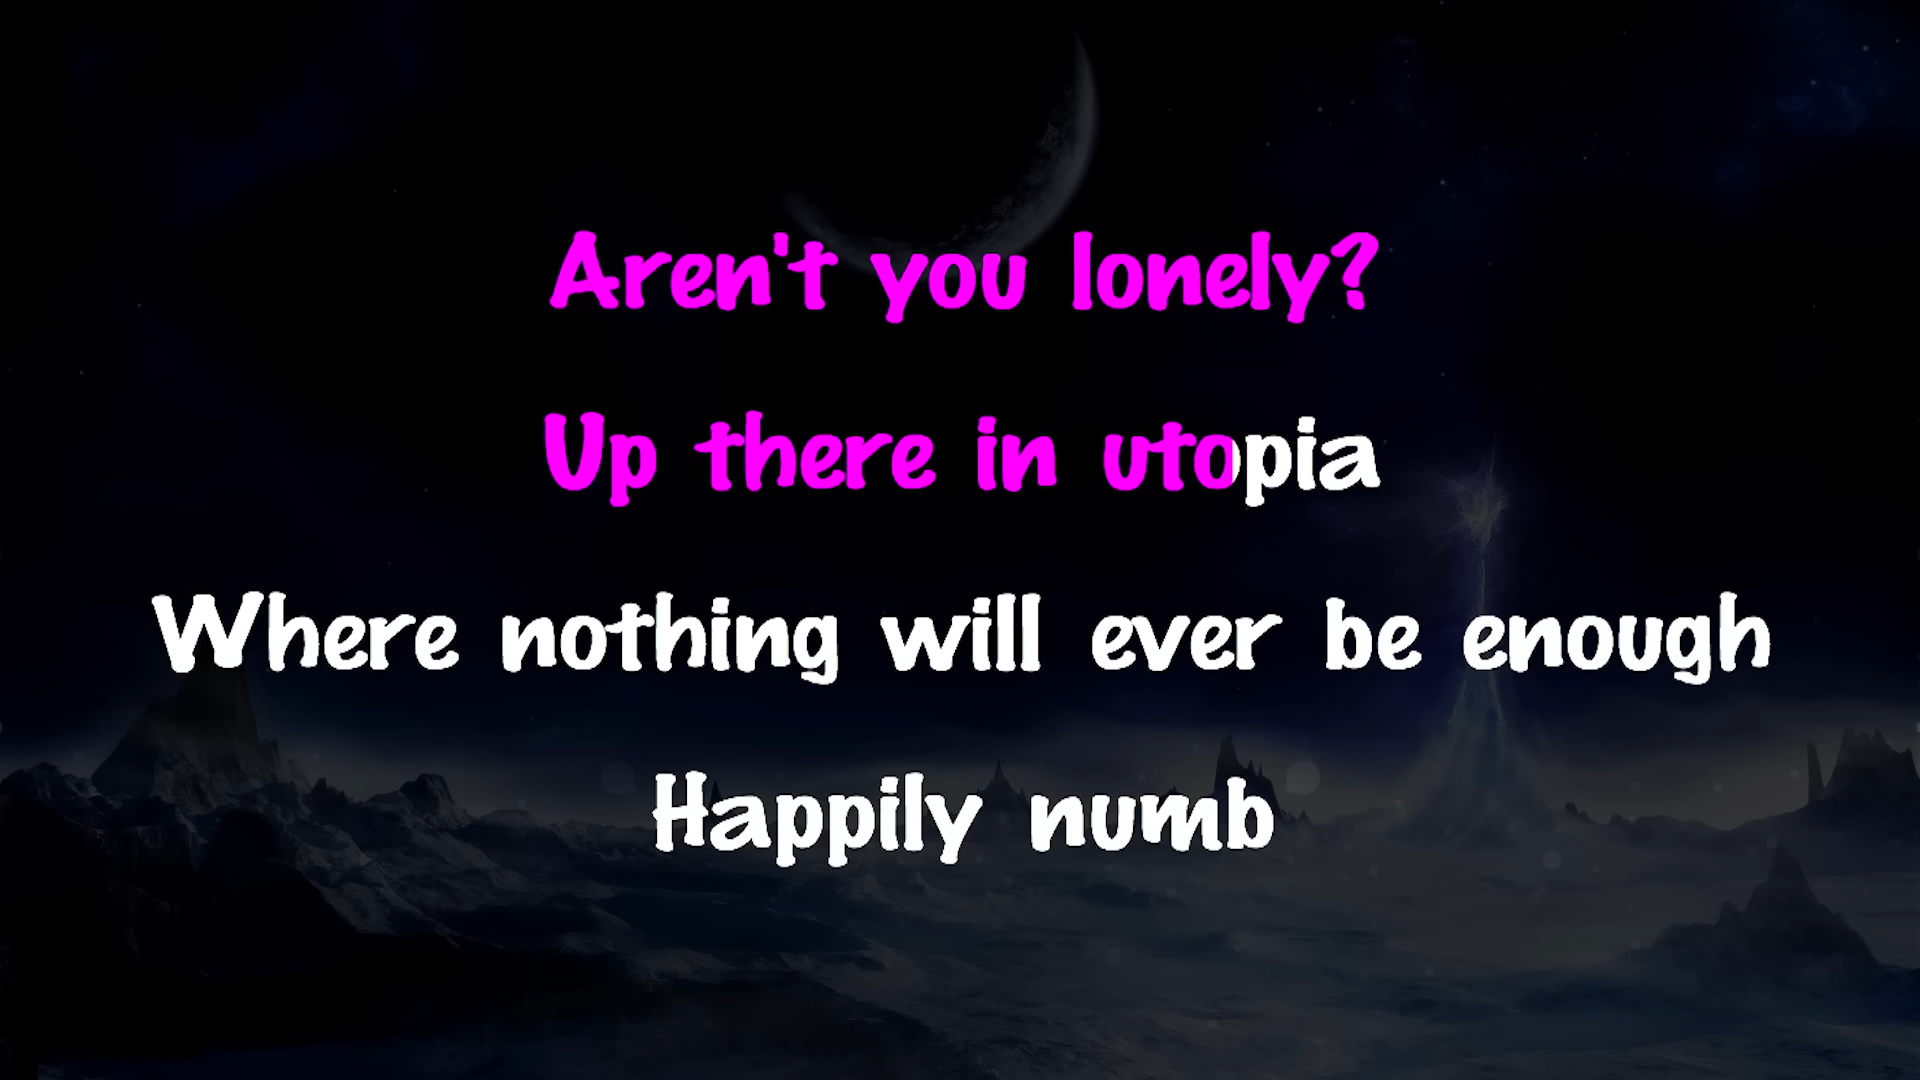 Aren't you lonely?
Up there in utopia
Where nothing will ever be enough
Happily numb